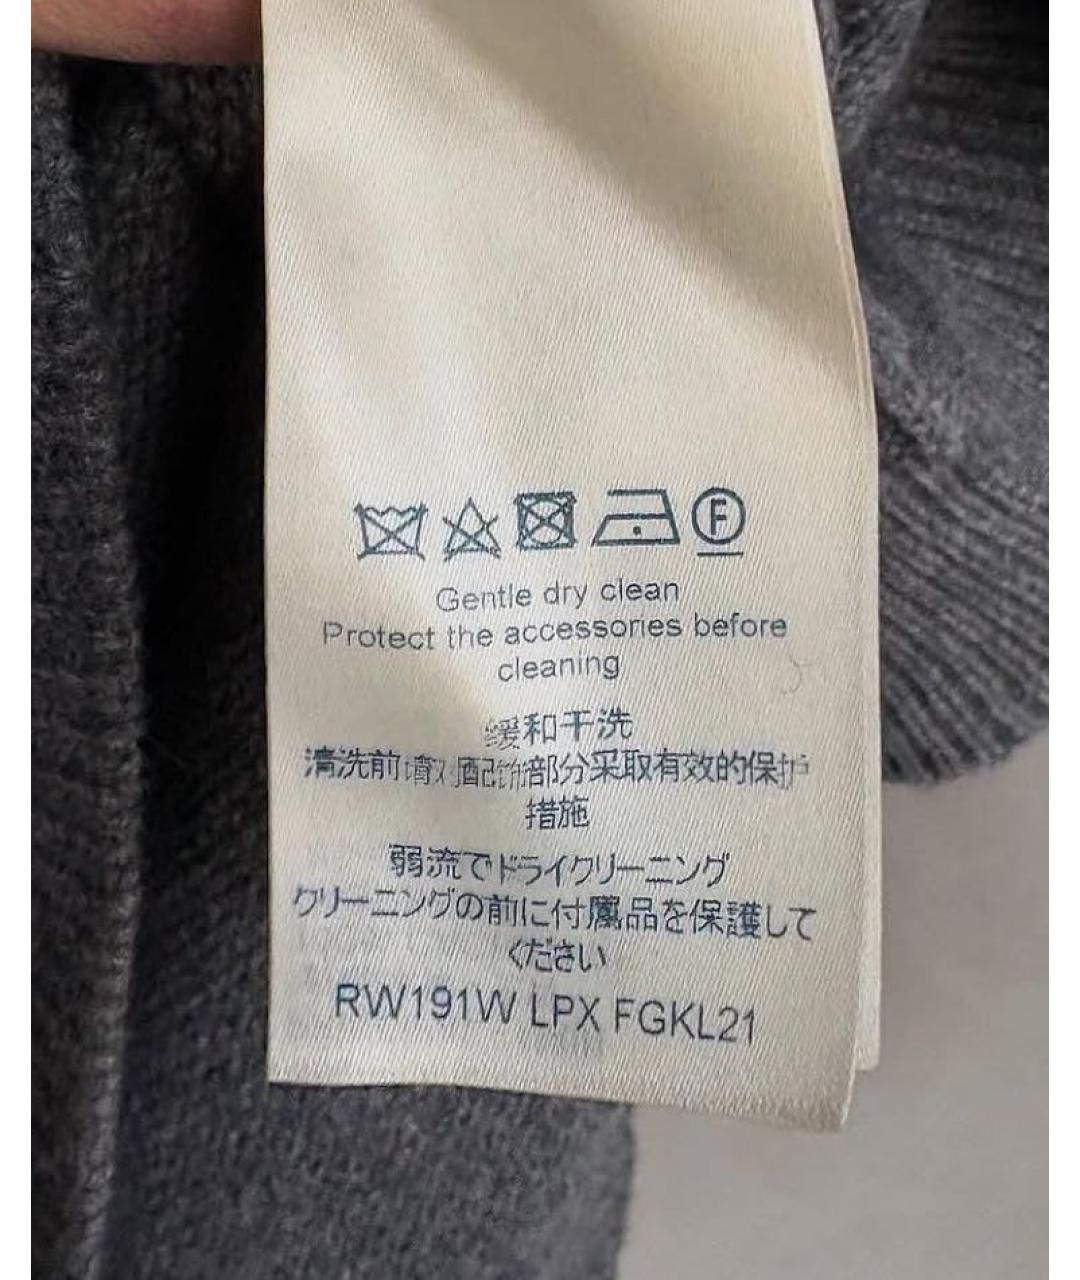 F
Gentle dry clean
Protect the accessories before
cleaning
缓和干洗
清洗前请对配饰部分采取有效的保护
措施
弱流でドライクリーニング
クリーニングの前に付属品を保護して
ください
RW191W LPX FGKL21